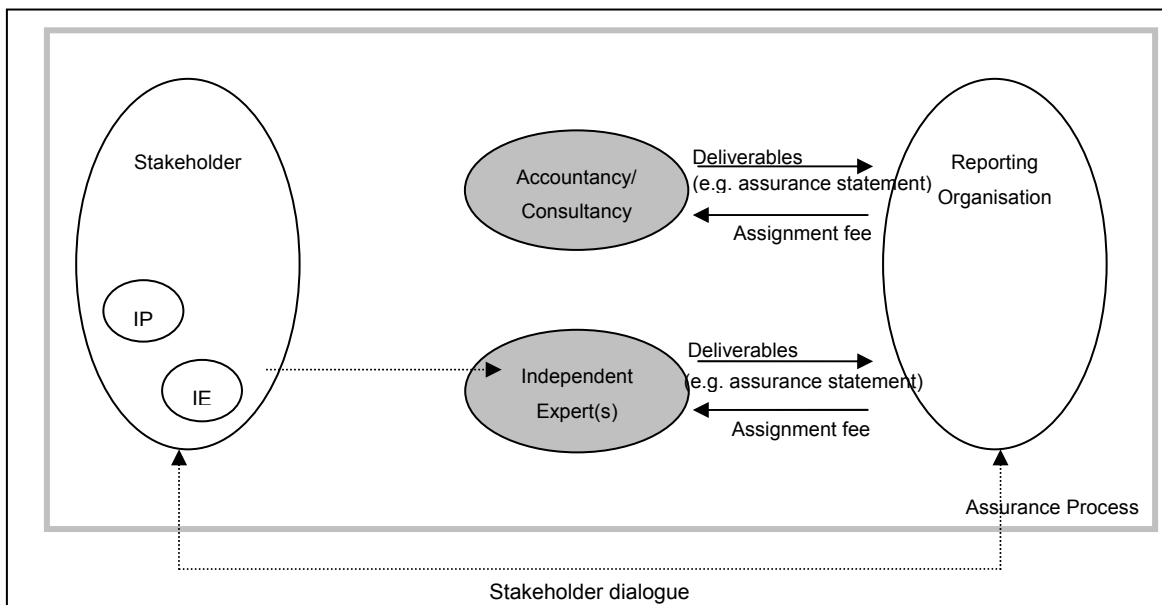 Stakeholder
IP
IE
Accountancy/
Consultancy
Deliverables
(e.g. assurance statement)
Assignment fee
Independent
Expert(s)
Deliverables
(e.g. assurance statement)
Assignment fee
Reporting
Organisation
Assurance Process
Stakeholder dialogue